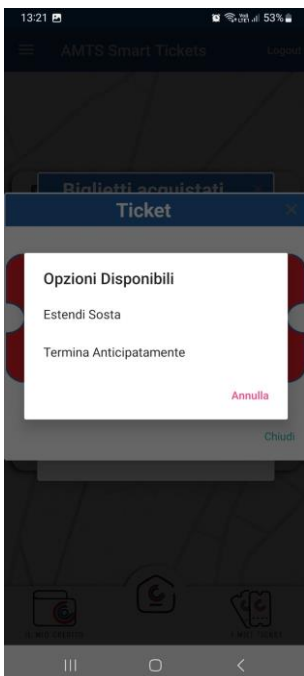 13:21 53%
AMTS Smart Tickets Logout
Biglietti acquistati
Ticket
Opzioni Disponibili
Estendi Sosta
Termina Anticipatamente
Annulla
Chiudi